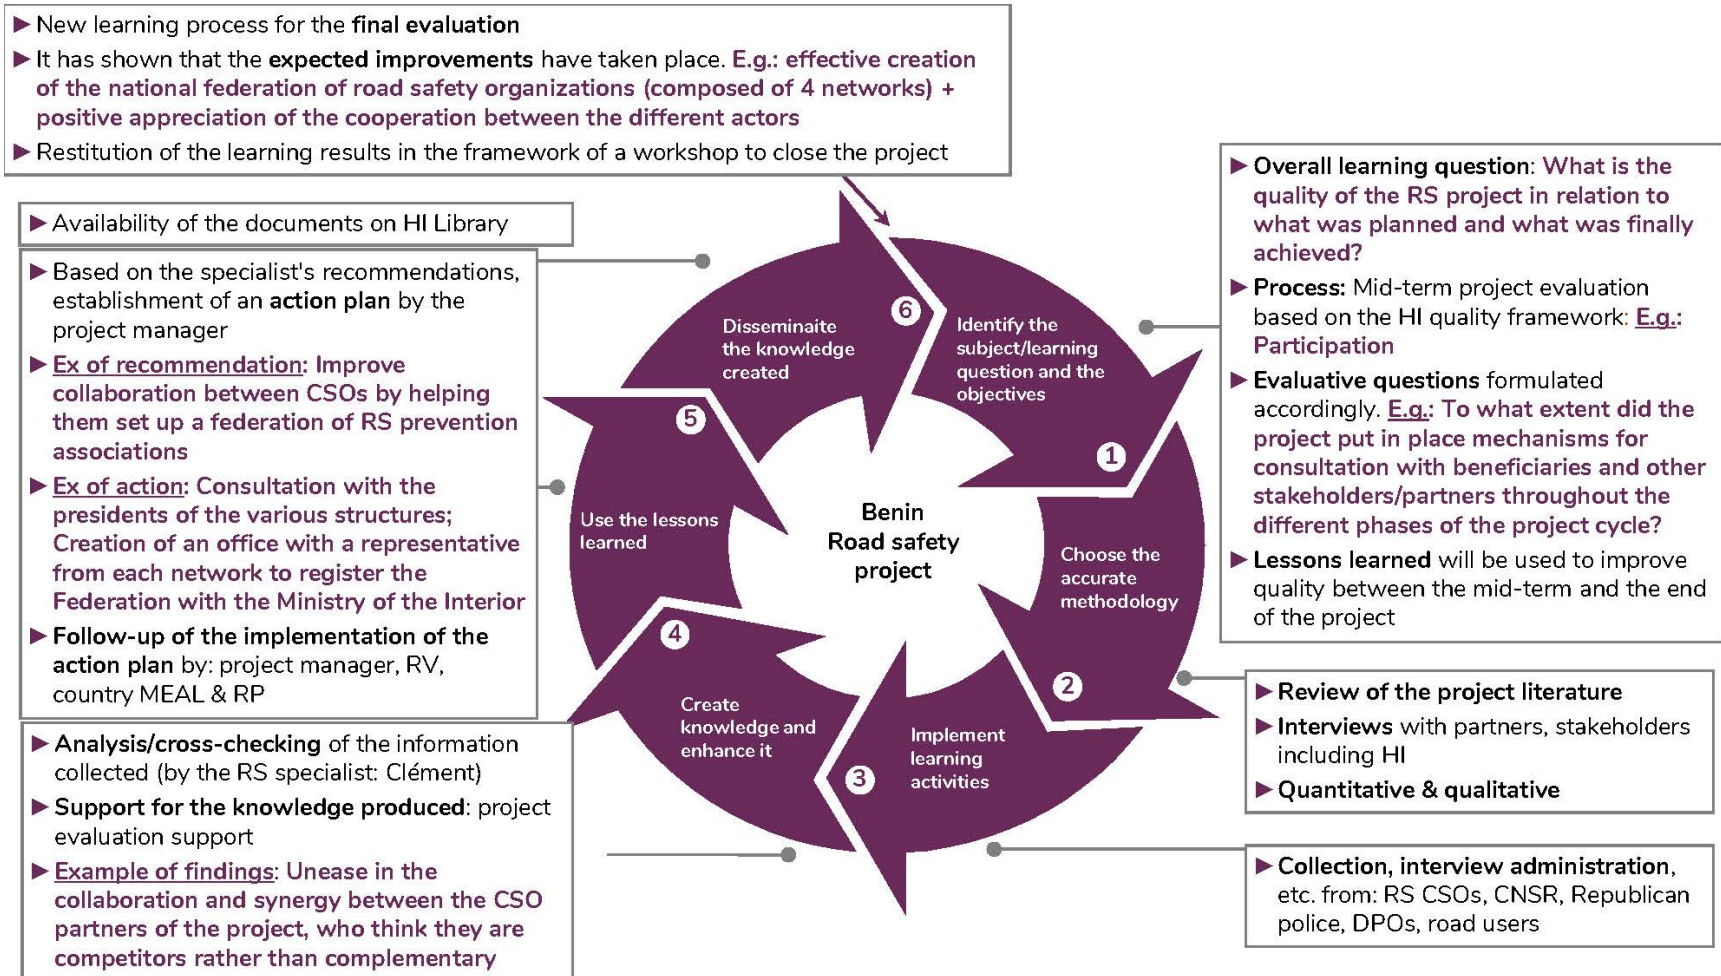 ► New learning process for the final evaluation
► It has shown that the expected improvements have taken place. E.g.: effective creation
of the national federation of road safety organizations (composed of 4 networks) +
positive appreciation of the cooperation between the different actors
► Restitution of the learning results in the framework of a workshop to close the project
► Availability of the documents on HI Library
► Based on the specialist's recommendations,
establishment of an action plan by the
project manager
► Ex of recommendation: Improve
collaboration between CSOs by helping
them set up a federation of RS prevention
associations
► Ex of action: Consultation with the
presidents of the various structures;
Creation of an office with a representative
from each network to register the
Federation with the Ministry of the Interior
► Follow-up of the implementation of the
action plan by: project manager, RV,
country MEAL & RP
► Analysis/cross-checking of the information
collected (by the RS specialist: Clément)
► Support for the knowledge produced: project
evaluation support
► Example of findings: Unease in the
collaboration and synergy between the CSO
partners of the project, who think they are
competitors rather than complementary
6
Disseminaite
the knowledge
created
5
Use the lessons
learned
4
Create
knowledge and
enhance it
3
Implement
learning
activities
2
Choose the
accurate
methodology
1
Identify the
subject/learning
question and the
objectives
Benin
Road safety
project
► Overall learning question: What is the
quality of the RS project in relation to
what was planned and what was finally
achieved?
► Process: Mid-term project evaluation
based on the HI quality framework: E.g.:
Participation
► Evaluative questions formulated
accordingly. E.g.: To what extent did the
project put in place mechanisms for
consultation with beneficiaries and other
stakeholders/partners throughout the
different phases of the project cycle?
► Lessons learned will be used to improve
quality between the mid-term and the end
of the project
► Review of the project literature
► Interviews with partners, stakeholders
including HI
► Quantitative & qualitative
► Collection, interview administration,
etc. from: RS CSOs, CNSR, Republican
police, DPOs, road users